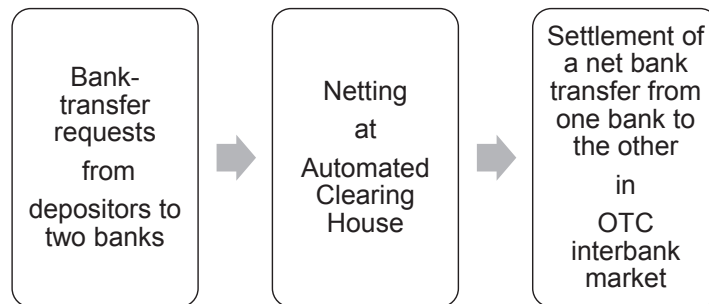 Bank-
transfer
requests
from
depositors to
two banks
Netting
at
Automated
Clearing
House
Settlement of
a net bank
transfer from
one bank to
the other
in
OTC
interbank
market